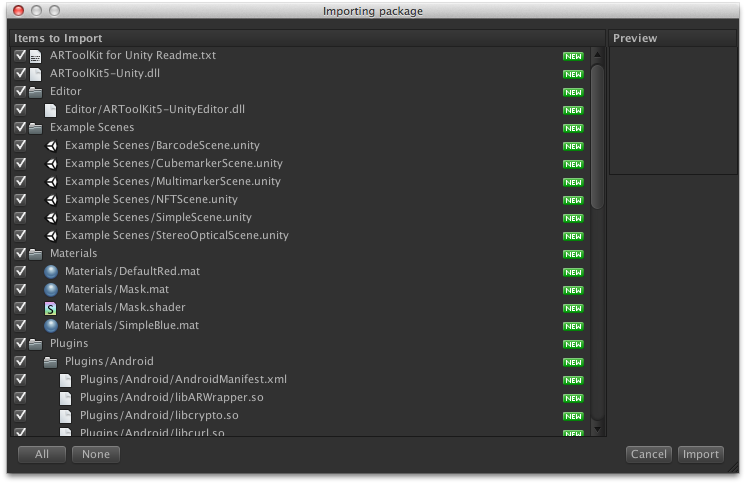 Importing package
Items to Import
Preview
ARToolKit for Unity Readme.txt NEW
ARToolKit5-Unity.dll NEW
Editor NEW
Editor/ARToolKit5-UnityEditor.dll NEW
Example Scenes NEW
Example Scenes/BarcodeScene.unity NEW
Example Scenes/CubemarkerScene.unity NEW
Example Scenes/MultimarkerScene.unity NEW
Example Scenes/NFTScene.unity NEW
Example Scenes/SimpleScene.unity NEW
Example Scenes/StereoOpticalScene.unity NEW
Materials NEW
Materials/DefaultRed.mat NEW
Materials/Mask.mat NEW
S Materials/Mask.shader NEW
Materials/SimpleBlue.mat NEW
Plugins NEW
Plugins/Android NEW
Plugins/Android/AndroidManifest.xml NEW
Plugins/Android/libARWrapper.so NEW
Plugins/Android/libcrypto.so NEW
Plugins/Android/libcurl.so NEW
All None Cancel Import